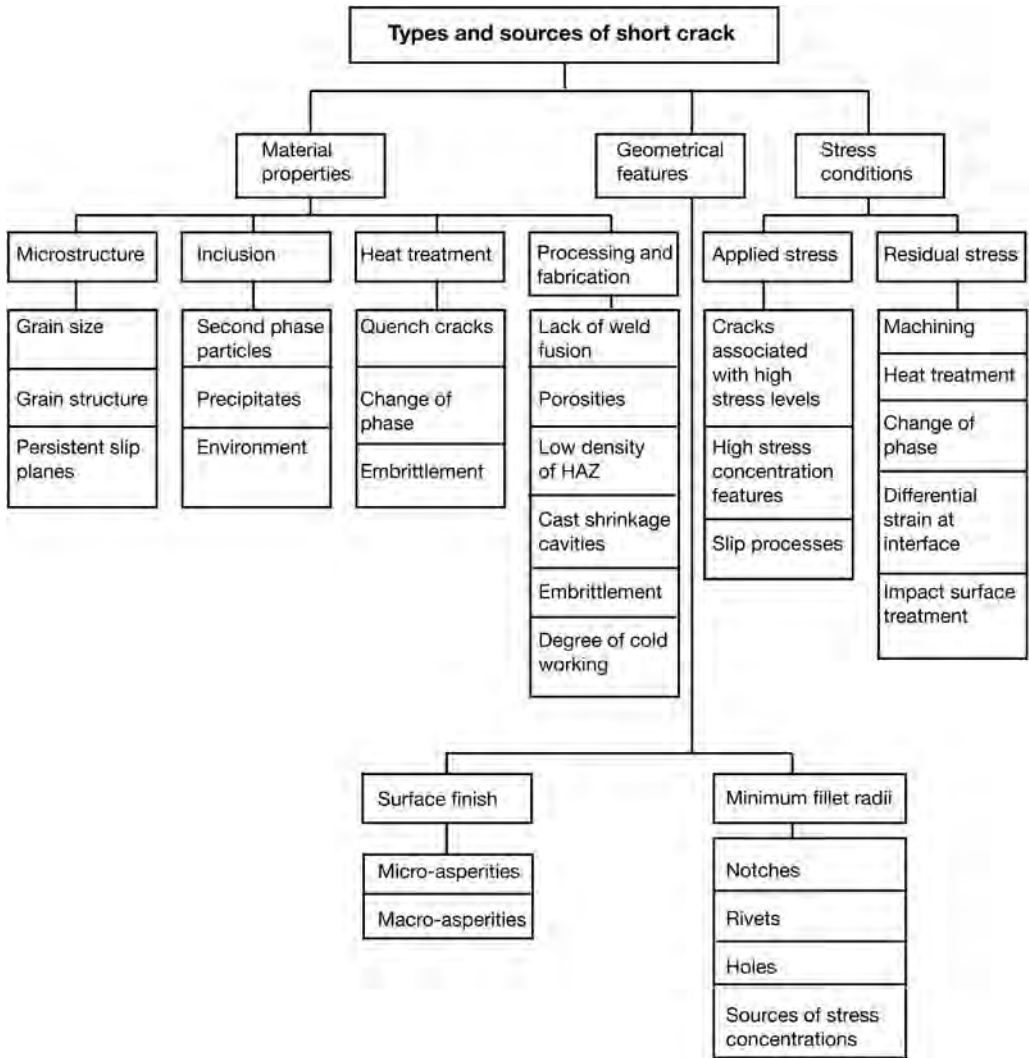 Types and sources of short crack
Material
properties
Geometrical
features
Stress
conditions
Microstructure
Inclusion
Heat treatment
Processing and
fabrication
Applied stress
Residual stress
Grain size
Grain structure
Persistent slip
planes
Second phase
particles
Precipitates
Environment
Quench cracks
Change of
phase
Embrittlement
Lack of weld
fusion
Porosities
Low density
of HAZ
Cast shrinkage
cavities
Embrittlement
Degree of cold
working
Cracks
associated
with high
stress levels
High stress
concentration
features
Slip processes
Machining
Heat treatment
Change of
phase
Differential
strain at
interface
Impact surface
treatment
Surface finish
Micro-asperities
Macro-asperities
Minimum fillet radii
Notches
Rivets
Holes
Sources of stress
concentrations